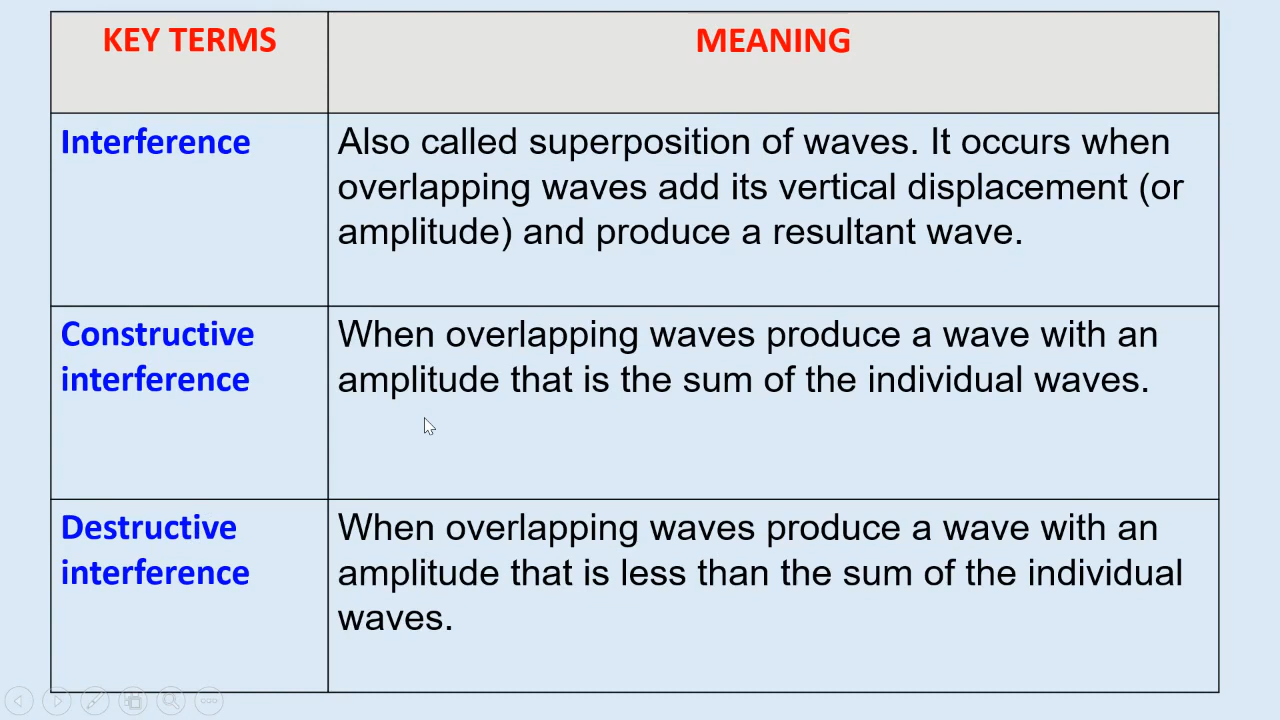 KEY TERMS
MEANING
Interference
Also called superposition of waves. It occurs when
overlapping waves add its vertical displacement (or
amplitude) and produce a resultant wave.
Constructive
interference
When overlapping waves produce a wave with an
amplitude that is the sum of the individual waves.
Destructive
interference
When overlapping waves produce a wave with an
amplitude that is less than the sum of the individual
waves.